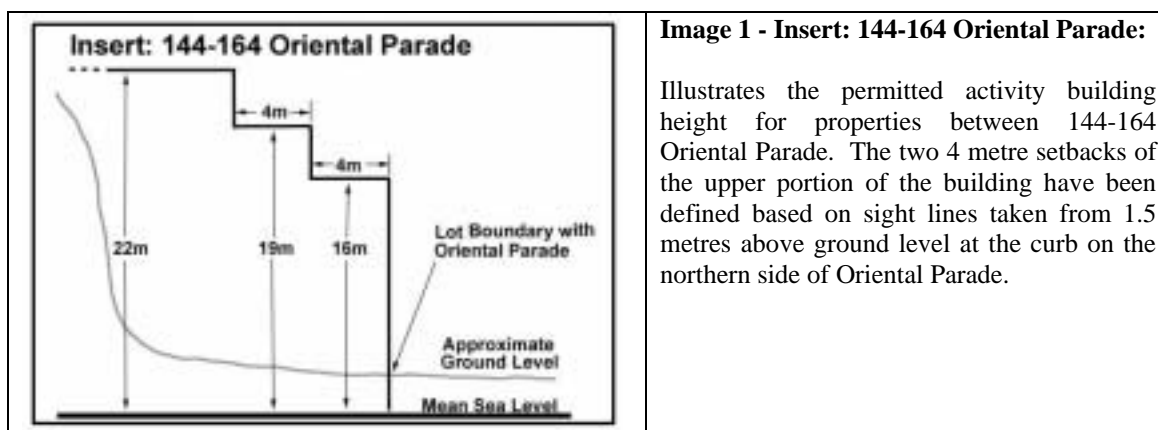 Insert: 144-164 Oriental Parade
4m
4m
22m
19m
16m
Lot Boundary with
Oriental Parade
Approximate
Ground Level
Mean Sea Level
Image 1 - Insert: 144-164 Oriental Parade:
Illustrates the permitted activity building
height for properties between 144-164
Oriental Parade. The two 4 metre setbacks of
the upper portion of the building have been
defined based on sight lines taken from 1.5
metres above ground level at the curb on the
northern side of Oriental Parade.